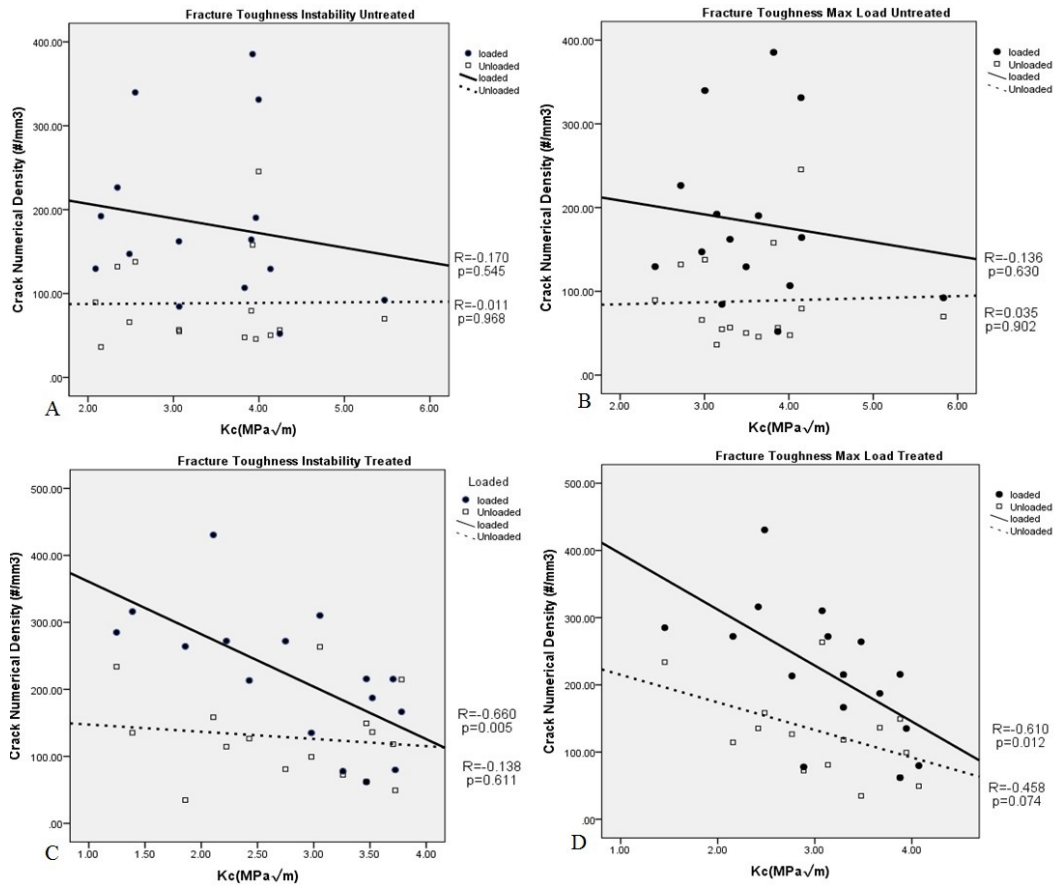 Fracture Toughness Instability Untreated
Crack Numerical Density (#/mm3)
400.00
300.00
200.00
100.00
.00
2.00 3.00 4.00 5.00 6.00
Kc(MPa√m)
loaded
Unloaded
loaded
Unloaded
R=-0.170
p=0.545
R=-0.011
p=0.968
A
Fracture Toughness Max Load Untreated
Crack Numerical Density (#/mm3)
400.00
300.00
200.00
100.00
.00
2.00 3.00 4.00 5.00 6.00
Kc(MPa√m)
loaded
Unloaded
loaded
Unloaded
R=-0.136
p=0.630
R=0.035
p=0.902
B
Fracture Toughness Instability Treated
Crack Numerical Density (#/mm3)
500.00
400.00
300.00
200.00
100.00
.00
1.00 1.50 2.00 2.50 3.00 3.50 4.00
Kc(MPa√m)
Loaded
loaded
Unloaded
loaded
Unloaded
R=-0.660
p=0.005
R=-0.138
p=0.611
C
Fracture Toughness Max Load Treated
Crack Numerical Density (#/mm3)
500.00
400.00
300.00
200.00
100.00
.00
1.00 2.00 3.00 4.00
Kc(MPa√m)
loaded
Unloaded
loaded
Unloaded
R=-0.610
p=0.012
R=-0.458
p=0.074
D